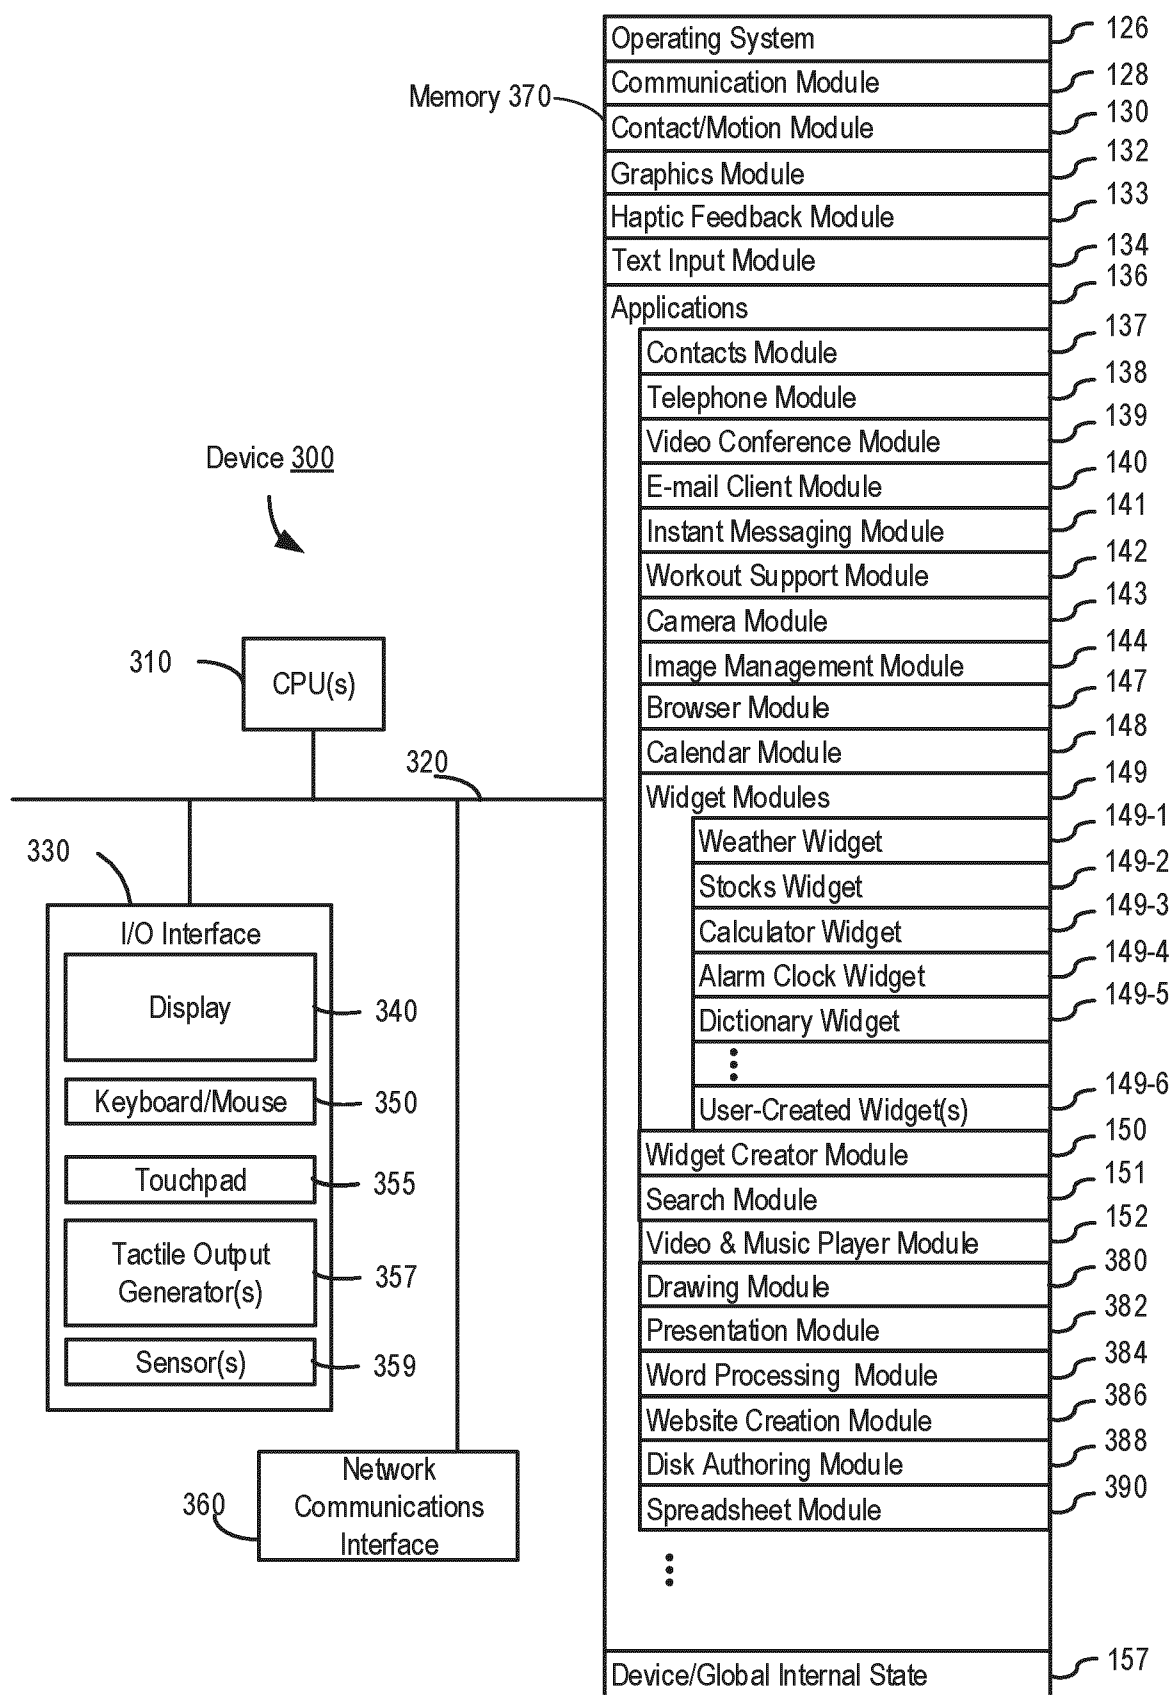 Operating System 126
Communication Module 128
Memory 370
Contact/Motion Module 130
Graphics Module 132
Haptic Feedback Module 133
Text Input Module 134
Applications 136
Contacts Module 137
Telephone Module 138
Video Conference Module 139
E-mail Client Module 140
Instant Messaging Module 141
Workout Support Module 142
Camera Module 143
Image Management Module 144
Browser Module 147
Calendar Module 148
Widget Modules 149
Weather Widget 149-1
Stocks Widget 149-2
Calculator Widget 149-3
Alarm Clock Widget 149-4
Dictionary Widget 149-5
User-Created Widget(s) 149-6
Widget Creator Module 150
Search Module 151
Video & Music Player Module 152
Drawing Module 380
Presentation Module 382
Word Processing Module 384
Website Creation Module 386
Disk Authoring Module 388
Spreadsheet Module 390
Device/Global Internal State 157
Device 300
310
CPU(s)
320
330
I/O Interface
Display 340
Keyboard/Mouse 350
Touchpad 355
Tactile Output
Generator(s) 357
Sensor(s) 359
360
Network
Communications
Interface